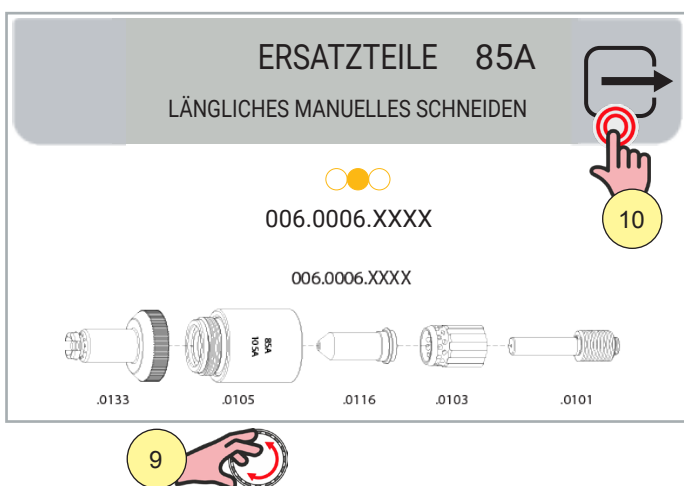 ERSATZTEILE 85A
LÄNGLICHES MANUELLES SCHNEIDEN
10
006.0006.XXXX
006.0006.XXXX
85A
105A
.0133 .0105 .0116 .0103 .0101
9